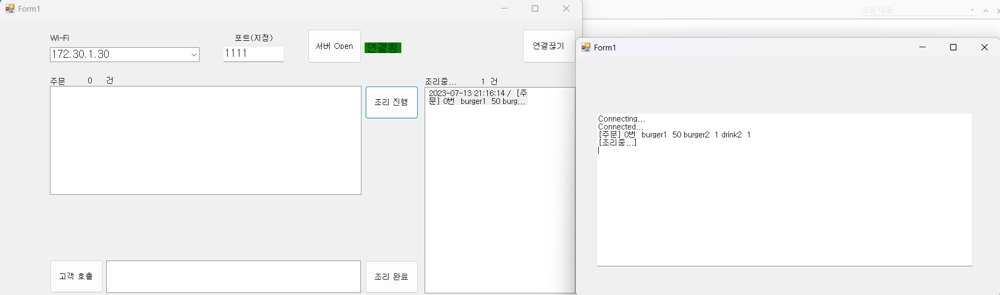 Form1
찾을 내용
Wi-Fi
포트(지정)
172.30.1.30
1111
서버 Open
연결됨
연결끊기
주문 0 건
조리 진행
조리중... 1 건
2023-07-13 21:16:14 / [주
문] 0번 burger1 50 burg...
고객 호출
조리 완료
Form1
Connecting...
Connected...
[주문] 0번 burger1 50 burger2 1 drink2 1
[조리중...]